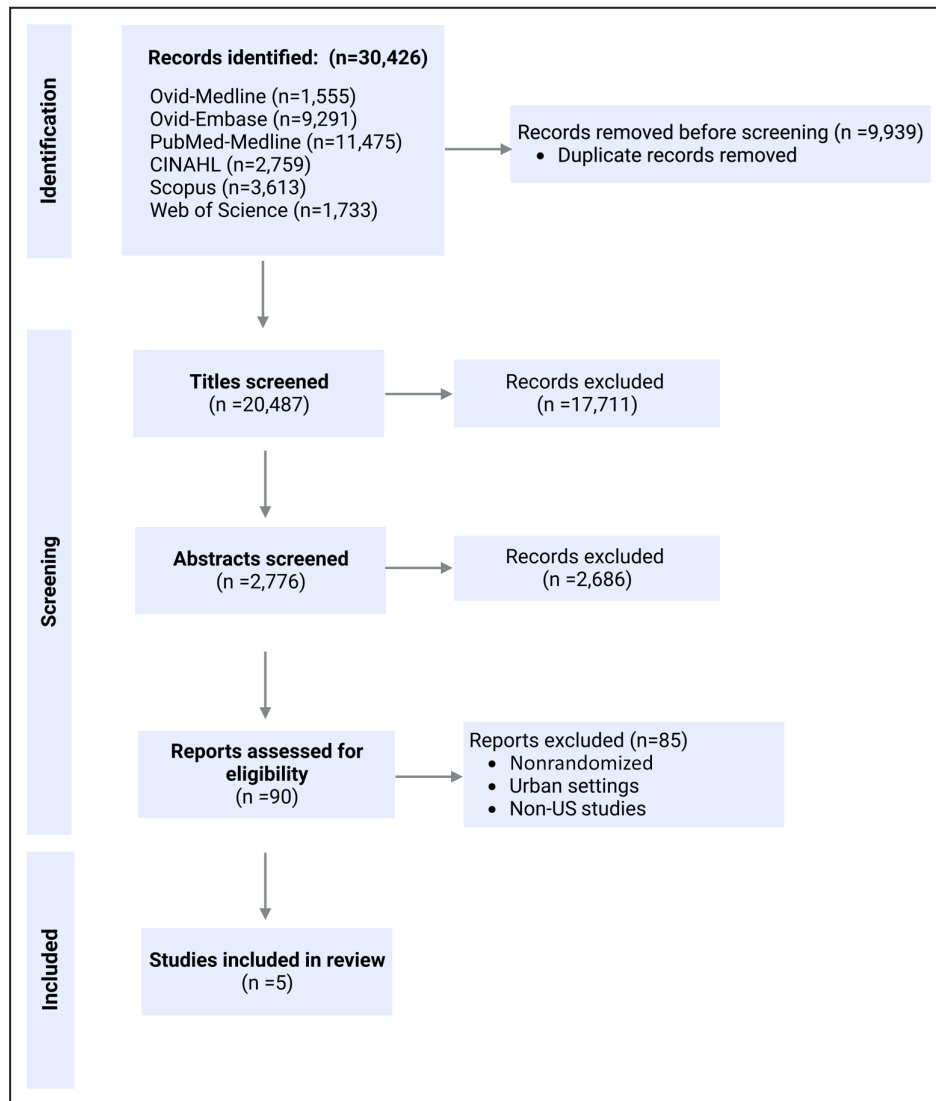 Identification
Records identified: (n=30,426)
Ovid-Medline (n=1,555)
Ovid-Embase (n=9,291)
PubMed-Medline (n=11,475)
CINAHL (n=2,759)
Scopus (n=3,613)
Web of Science (n=1,733)
Records removed before screening (n =9,939)
• Duplicate records removed
Screening
Titles screened
(n =20,487)
Records excluded
(n =17,711)
Abstracts screened
(n =2,776)
Records excluded
(n =2,686)
Reports assessed for
eligibility
(n =90)
Reports excluded (n=85)
• Nonrandomized
• Urban settings
• Non-US studies
Included
Studies included in review
(n =5)